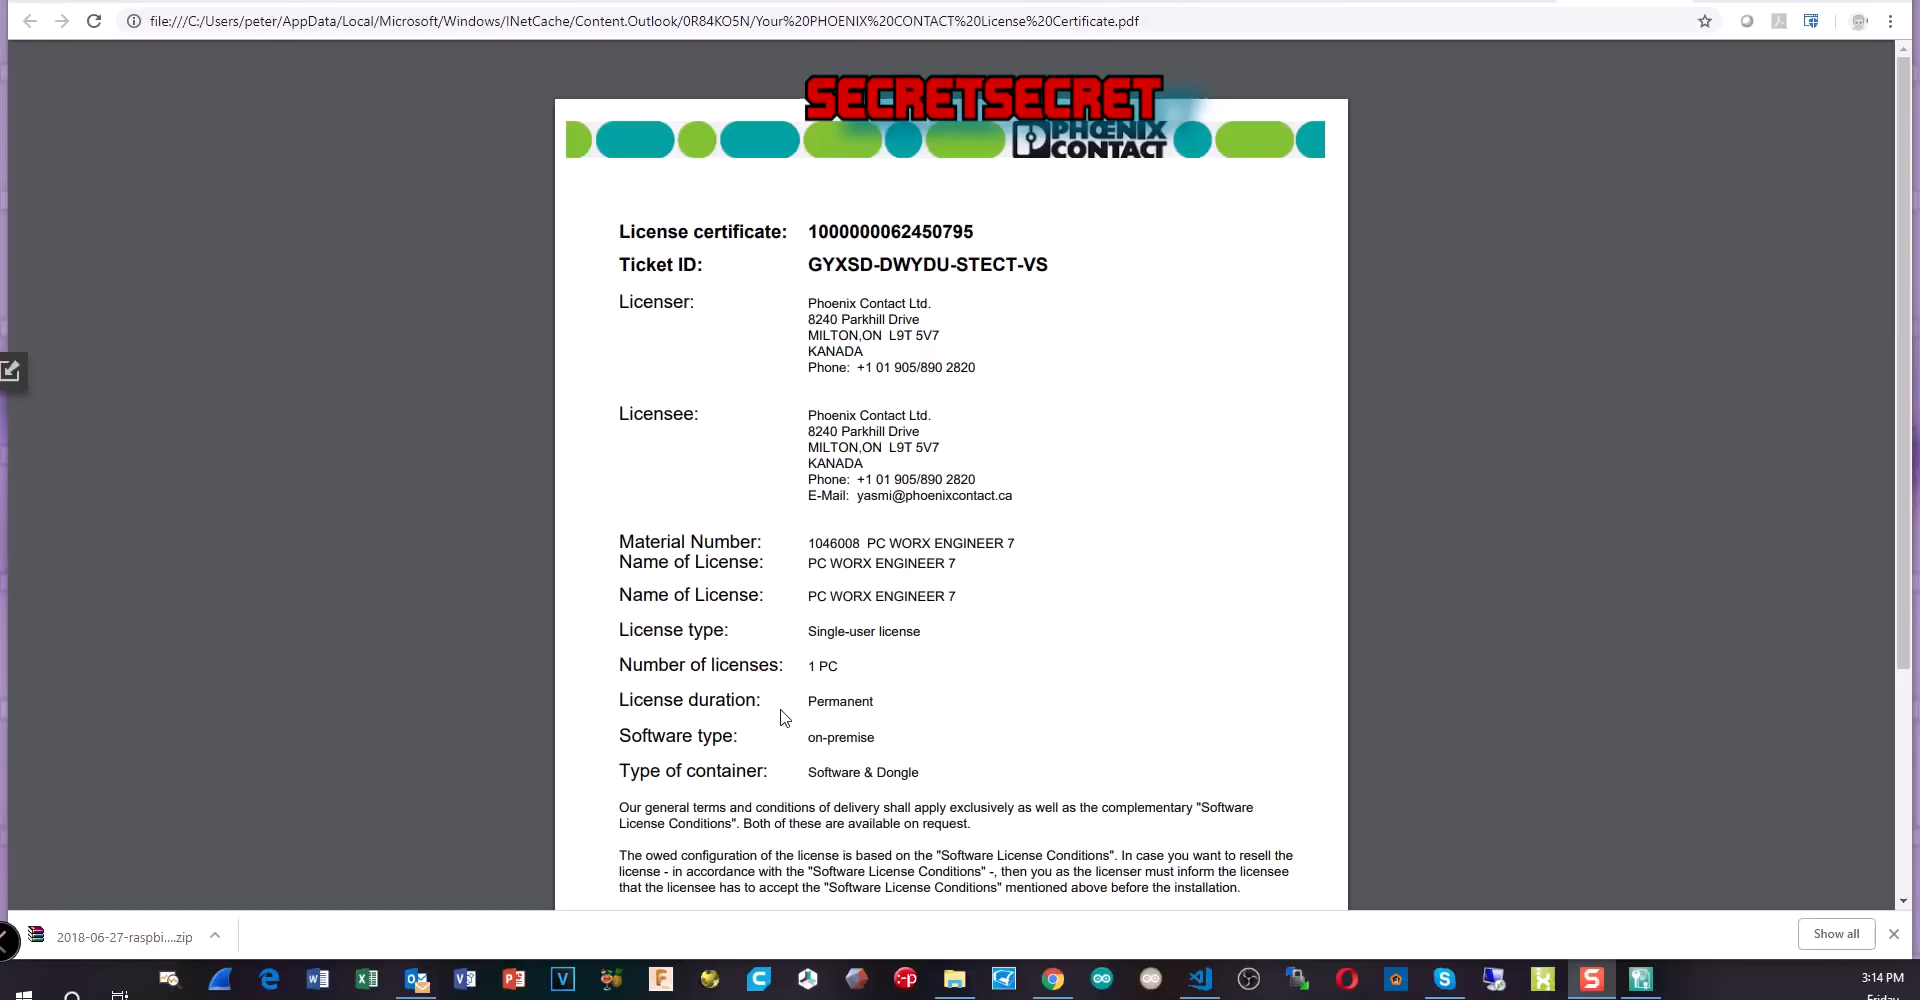 file:///C:/Users/peter/AppData/Local/Microsoft/Windows/INetCache/Content.Outlook/0R84KO5N/Your%20PHOENIX%20CONTACT%20License%20Certificate.pdf
SECRETSECRET
PHŒNIX
CONTACT
License certificate: 1000000062450795
Ticket ID: GYXSD-DWYDU-STECT-VS
Licenser: Phoenix Contact Ltd.
8240 Parkhill Drive
MILTON,ON L9T 5V7
KANADA
Phone: +1 01 905/890 2820
Licensee: Phoenix Contact Ltd.
8240 Parkhill Drive
MILTON,ON L9T 5V7
KANADA
Phone: +1 01 905/890 2820
E-Mail: yasmi@phoenixcontact.ca
Material Number: 1046008 PC WORX ENGINEER 7
Name of License: PC WORX ENGINEER 7
Name of License: PC WORX ENGINEER 7
License type: Single-user license
Number of licenses: 1 PC
License duration: Permanent
Software type: on-premise
Type of container: Software & Dongle
Our general terms and conditions of delivery shall apply exclusively as well as the complementary "Software
License Conditions". Both of these are available on request.
The owed configuration of the license is based on the "Software License Conditions". In case you want to resell the
license - in accordance with the "Software License Conditions" -, then you as the licenser must inform the licensee
that the licensee has to accept the "Software License Conditions" mentioned above before the installation.
2018-06-27-raspbi....zip
Show all
3:14 PM
Friday